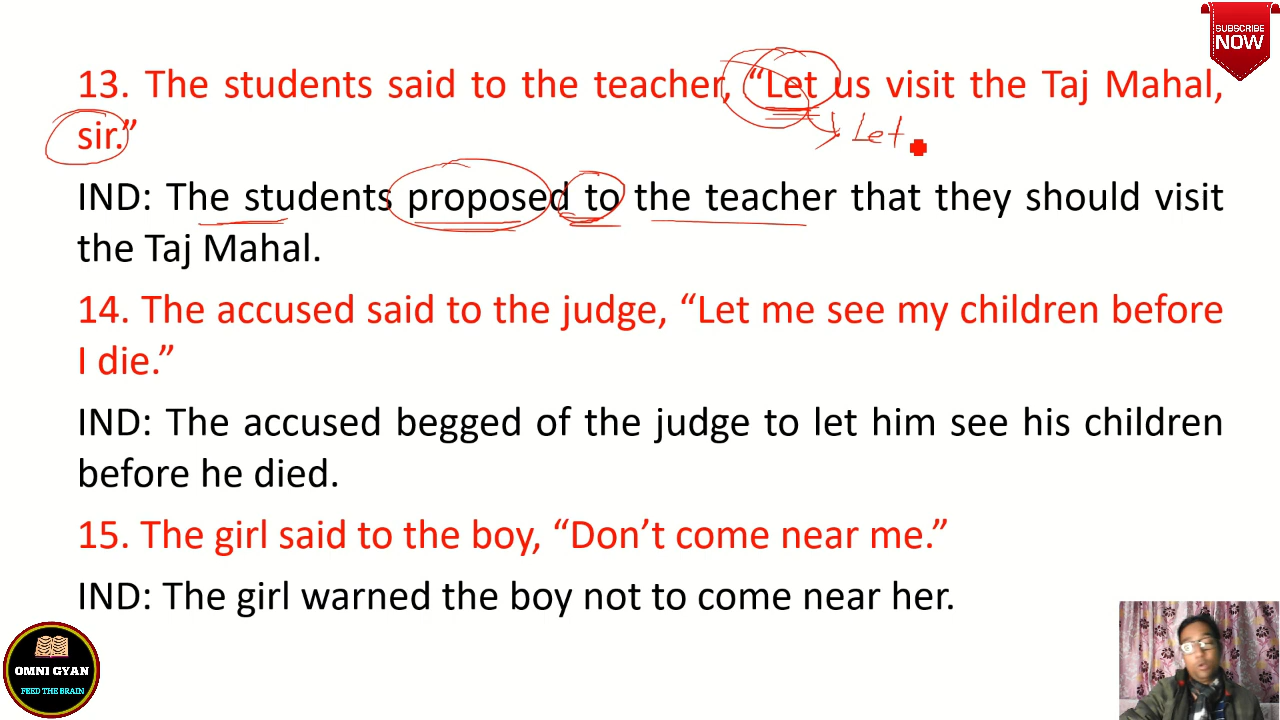 SUBSCRIBE
NOW
13. The students said to the teacher, “Let us visit the Taj Mahal,
sir.”
Let
IND: The students proposed to the teacher that they should visit
the Taj Mahal.
14. The accused said to the judge, “Let me see my children before
I die.”
IND: The accused begged of the judge to let him see his children
before he died.
15. The girl said to the boy, “Don’t come near me.”
IND: The girl warned the boy not to come near her.
OMNI GYAN
FEED THE BRAIN